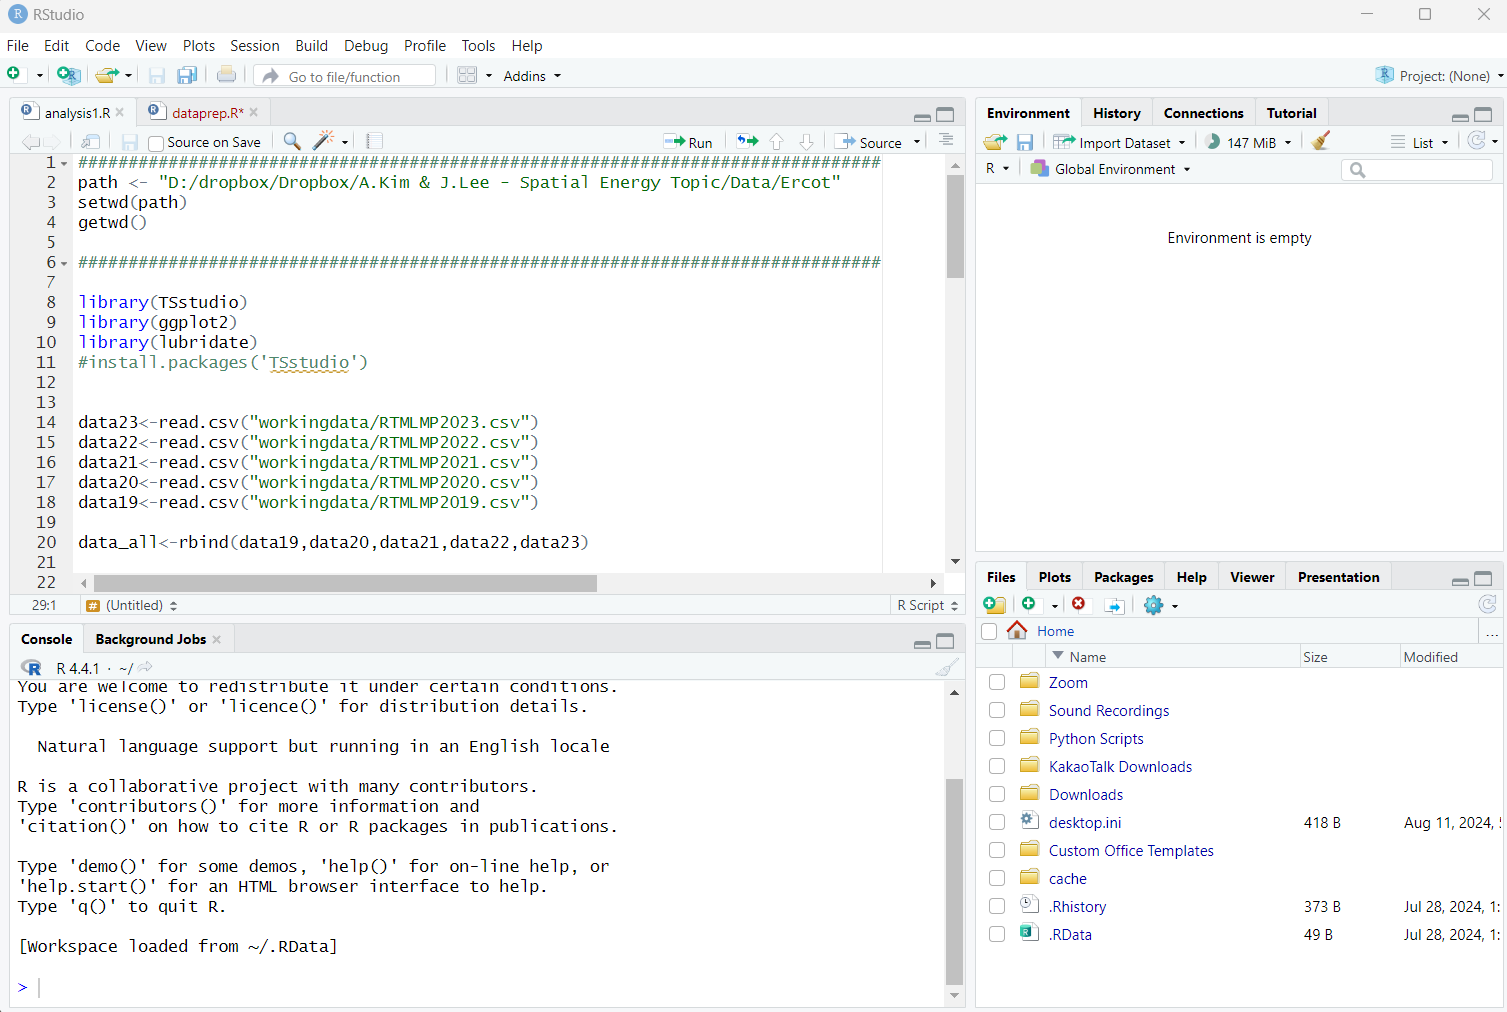 RStudio
File Edit Code View Plots Session Build Debug Profile Tools Help
Go to file/function Addins Project: (None)
analysis1.R dataprep.R*
Source on Save Run Source
1 ################################################################################
2 path <- "D:/dropbox/Dropbox/A.Kim & J.Lee - Spatial Energy Topic/Data/Ercot"
3 setwd(path)
4 getwd()
5
6 ################################################################################
7
8 library(TSstudio)
9 library(ggplot2)
10 library(lubridate)
11 #install.packages('TSstudio')
12
13
14 data23<-read.csv("workingdata/RTMLMP2023.csv")
15 data22<-read.csv("workingdata/RTMLMP2022.csv")
16 data21<-read.csv("workingdata/RTMLMP2021.csv")
17 data20<-read.csv("workingdata/RTMLMP2020.csv")
18 data19<-read.csv("workingdata/RTMLMP2019.csv")
19
20 data_all<-rbind(data19,data20,data21,data22,data23)
21
22
29:1 # (Untitled) R Script
Console Background Jobs
R 4.4.1 · ~/
You are welcome to redistribute it under certain conditions.
Type 'license()' or 'licence()' for distribution details.
Natural language support but running in an English locale
R is a collaborative project with many contributors.
Type 'contributors()' for more information and
'citation()' on how to cite R or R packages in publications.
Type 'demo()' for some demos, 'help()' for on-line help, or
'help.start()' for an HTML browser interface to help.
Type 'q()' to quit R.
[Workspace loaded from ~/.RData]
>
Environment History Connections Tutorial
Import Dataset 147 MiB List
R Global Environment
Environment is empty
Files Plots Packages Help Viewer Presentation
Home ...
Name Size Modified
Zoom
Sound Recordings
Python Scripts
KakaoTalk Downloads
Downloads
desktop.ini 418 B Aug 11, 2024,
Custom Office Templates
cache
.Rhistory 373 B Jul 28, 2024, 1:
.RData 49 B Jul 28, 2024, 1: